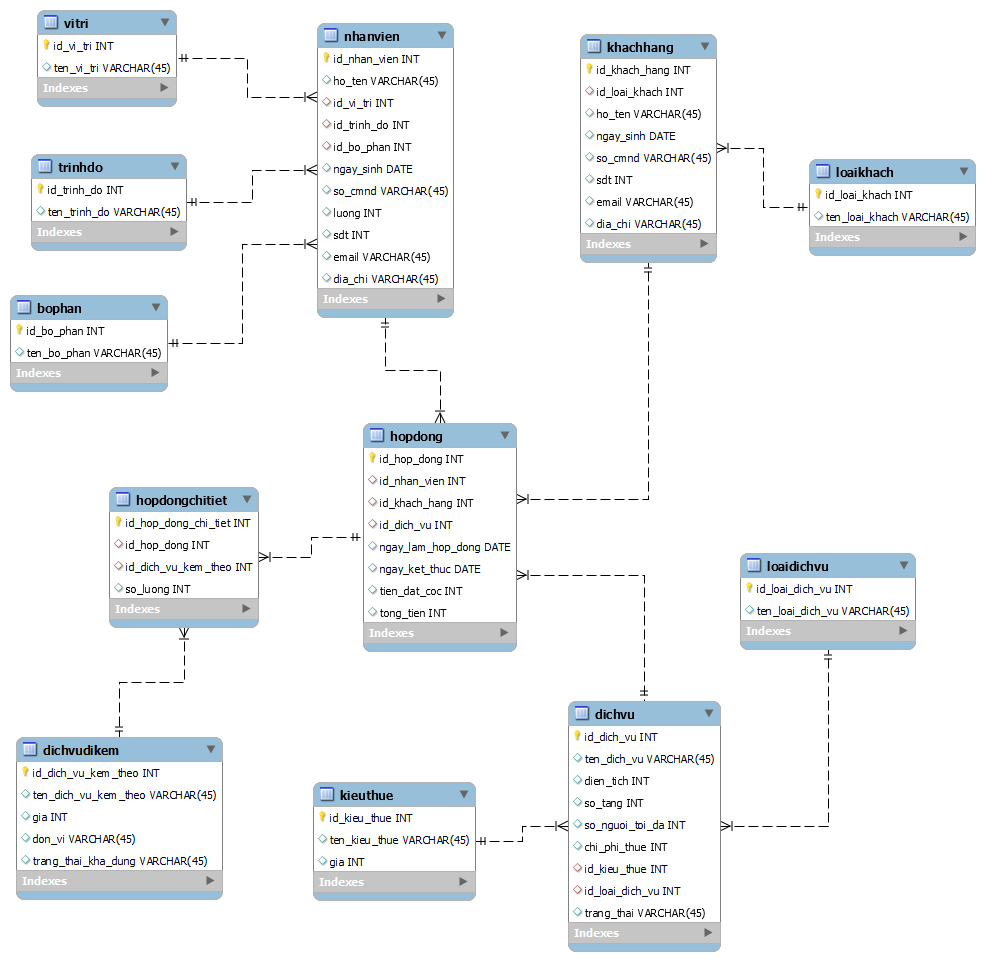 vitri
id_vi_tri INT
ten_vi_tri VARCHAR(45)
Indexes
trinhdo
id_trinh_do INT
ten_trinh_do VARCHAR(45)
Indexes
bophan
id_bo_phan INT
ten_bo_phan VARCHAR(45)
Indexes
nhanvien
id_nhan_vien INT
ho_ten VARCHAR(45)
id_vi_tri INT
id_trinh_do INT
id_bo_phan INT
ngay_sinh DATE
so_cmnd VARCHAR(45)
luong INT
sdt INT
email VARCHAR(45)
dia_chi VARCHAR(45)
Indexes
khachhang
id_khach_hang INT
id_loai_khach INT
ho_ten VARCHAR(45)
ngay_sinh DATE
so_cmnd VARCHAR(45)
sdt INT
email VARCHAR(45)
dia_chi VARCHAR(45)
Indexes
loaikhach
id_loai_khach INT
ten_loai_khach VARCHAR(45)
Indexes
hopdong
id_hop_dong INT
id_nhan_vien INT
id_khach_hang INT
id_dich_vu INT
ngay_lam_hop_dong DATE
ngay_ket_thuc DATE
tien_dat_coc INT
tong_tien INT
Indexes
hopdongchitiet
id_hop_dong_chi_tiet INT
id_hop_dong INT
id_dich_vu_kem_theo INT
so_luong INT
Indexes
loaidichvu
id_loai_dich_vu INT
ten_loai_dich_vu VARCHAR(45)
Indexes
dichvudikem
id_dich_vu_kem_theo INT
ten_dich_vu_kem_theo VARCHAR(45)
gia INT
don_vi VARCHAR(45)
trang_thai_kha_dung VARCHAR(45)
Indexes
kieuthue
id_kieu_thue INT
ten_kieu_thue VARCHAR(45)
gia INT
Indexes
dichvu
id_dich_vu INT
ten_dich_vu VARCHAR(45)
dien_tich INT
so_tang INT
so_nguoi_toi_da INT
chi_phi_thue INT
id_kieu_thue INT
id_loai_dich_vu INT
trang_thai VARCHAR(45)
Indexes